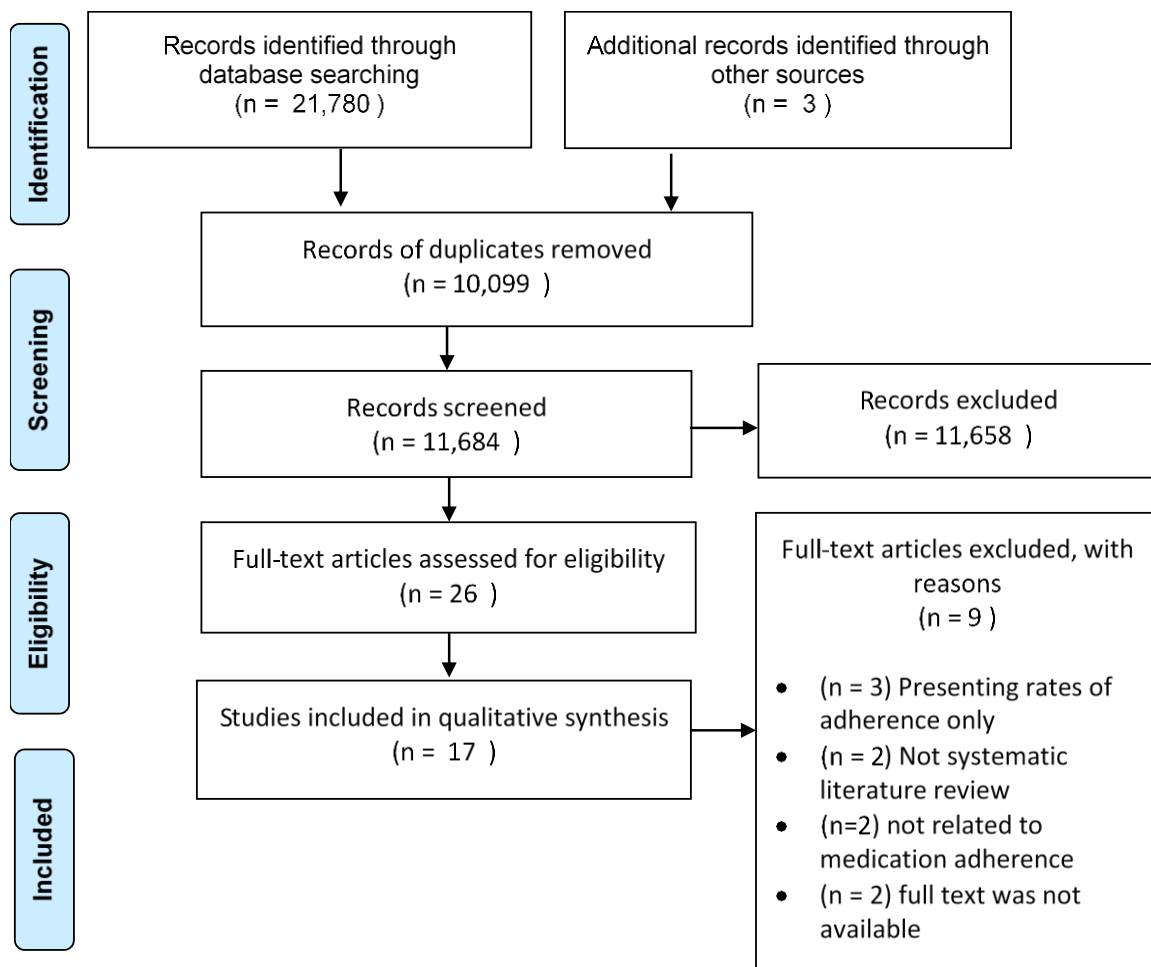 Identification
Records identified through
database searching
(n = 21,780 )
Additional records identified through
other sources
(n = 3 )
Records of duplicates removed
(n = 10,099 )
Screening
Records screened
(n = 11,684 )
Records excluded
(n = 11,658 )
Eligibility
Full-text articles assessed for eligibility
(n = 26 )
Full-text articles excluded, with
reasons
(n = 9 )
• (n = 3) Presenting rates of
adherence only
• (n = 2) Not systematic
literature review
• (n=2) not related to
medication adherence
• (n = 2) full text was not
available
Included
Studies included in qualitative synthesis
(n = 17 )